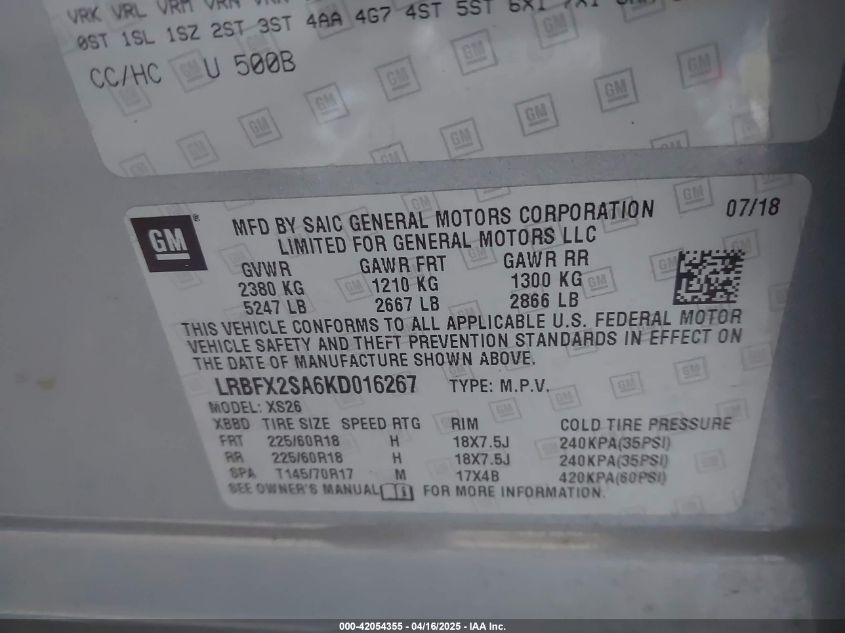 VRK VRL VRM VRN
0ST 1SL 1SZ 2ST 3ST 4AA 4G7 4ST 5ST 6X1 7X1
CC/HC U 500B
GM
MFD BY SAIC GENERAL MOTORS CORPORATION 07/18
LIMITED FOR GENERAL MOTORS LLC
GVWR GAWR FRT GAWR RR
2380 KG 1210 KG 1300 KG
5247 LB 2667 LB 2866 LB
THIS VEHICLE CONFORMS TO ALL APPLICABLE U.S. FEDERAL MOTOR
VEHICLE SAFETY AND THEFT PREVENTION STANDARDS IN EFFECT ON
THE DATE OF MANUFACTURE SHOWN ABOVE.
LRBFX2SA6KD016267 TYPE: M.P.V.
MODEL: XS26
XBBD TIRE SIZE SPEED RTG RIM COLD TIRE PRESSURE
FRT 225/60R18 H 18X7.5J 240KPA(35PSI)
RR 225/60R18 H 18X7.5J 240KPA(35PSI)
SPA T145/70R17 M 17X4B 420KPA(60PSI)
SEE OWNER'S MANUAL FOR MORE INFORMATION.
000-42054355 - 04/16/2025 - IAA Inc.